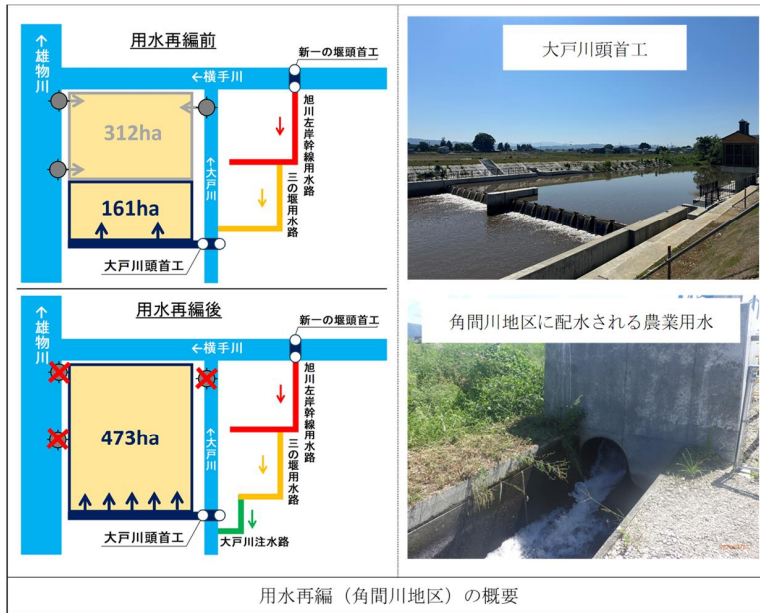 用水再編前
↑雄物川
←横手川
新一の堰頭首工
312ha
161ha
↑大戸川
旭川左岸幹線用水路
三の堰用水路
大戸川頭首工
用水再編後
↑雄物川
←横手川
新一の堰頭首工
473ha
↑大戸川
旭川左岸幹線用水路
三の堰用水路
大戸川頭首工
大戸川注水路
大戸川頭首工
角間川地区に配水される農業用水
用水再編（角間川地区）の概要